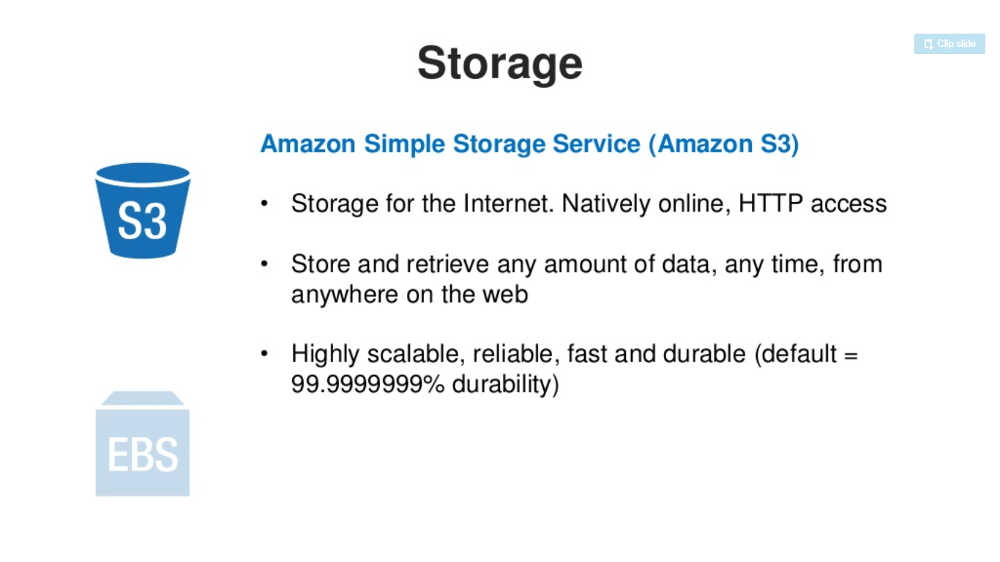 Storage
Clip slide
Amazon Simple Storage Service (Amazon S3)
S3
• Storage for the Internet. Natively online, HTTP access
• Store and retrieve any amount of data, any time, from
anywhere on the web
• Highly scalable, reliable, fast and durable (default =
99.9999999% durability)
EBS